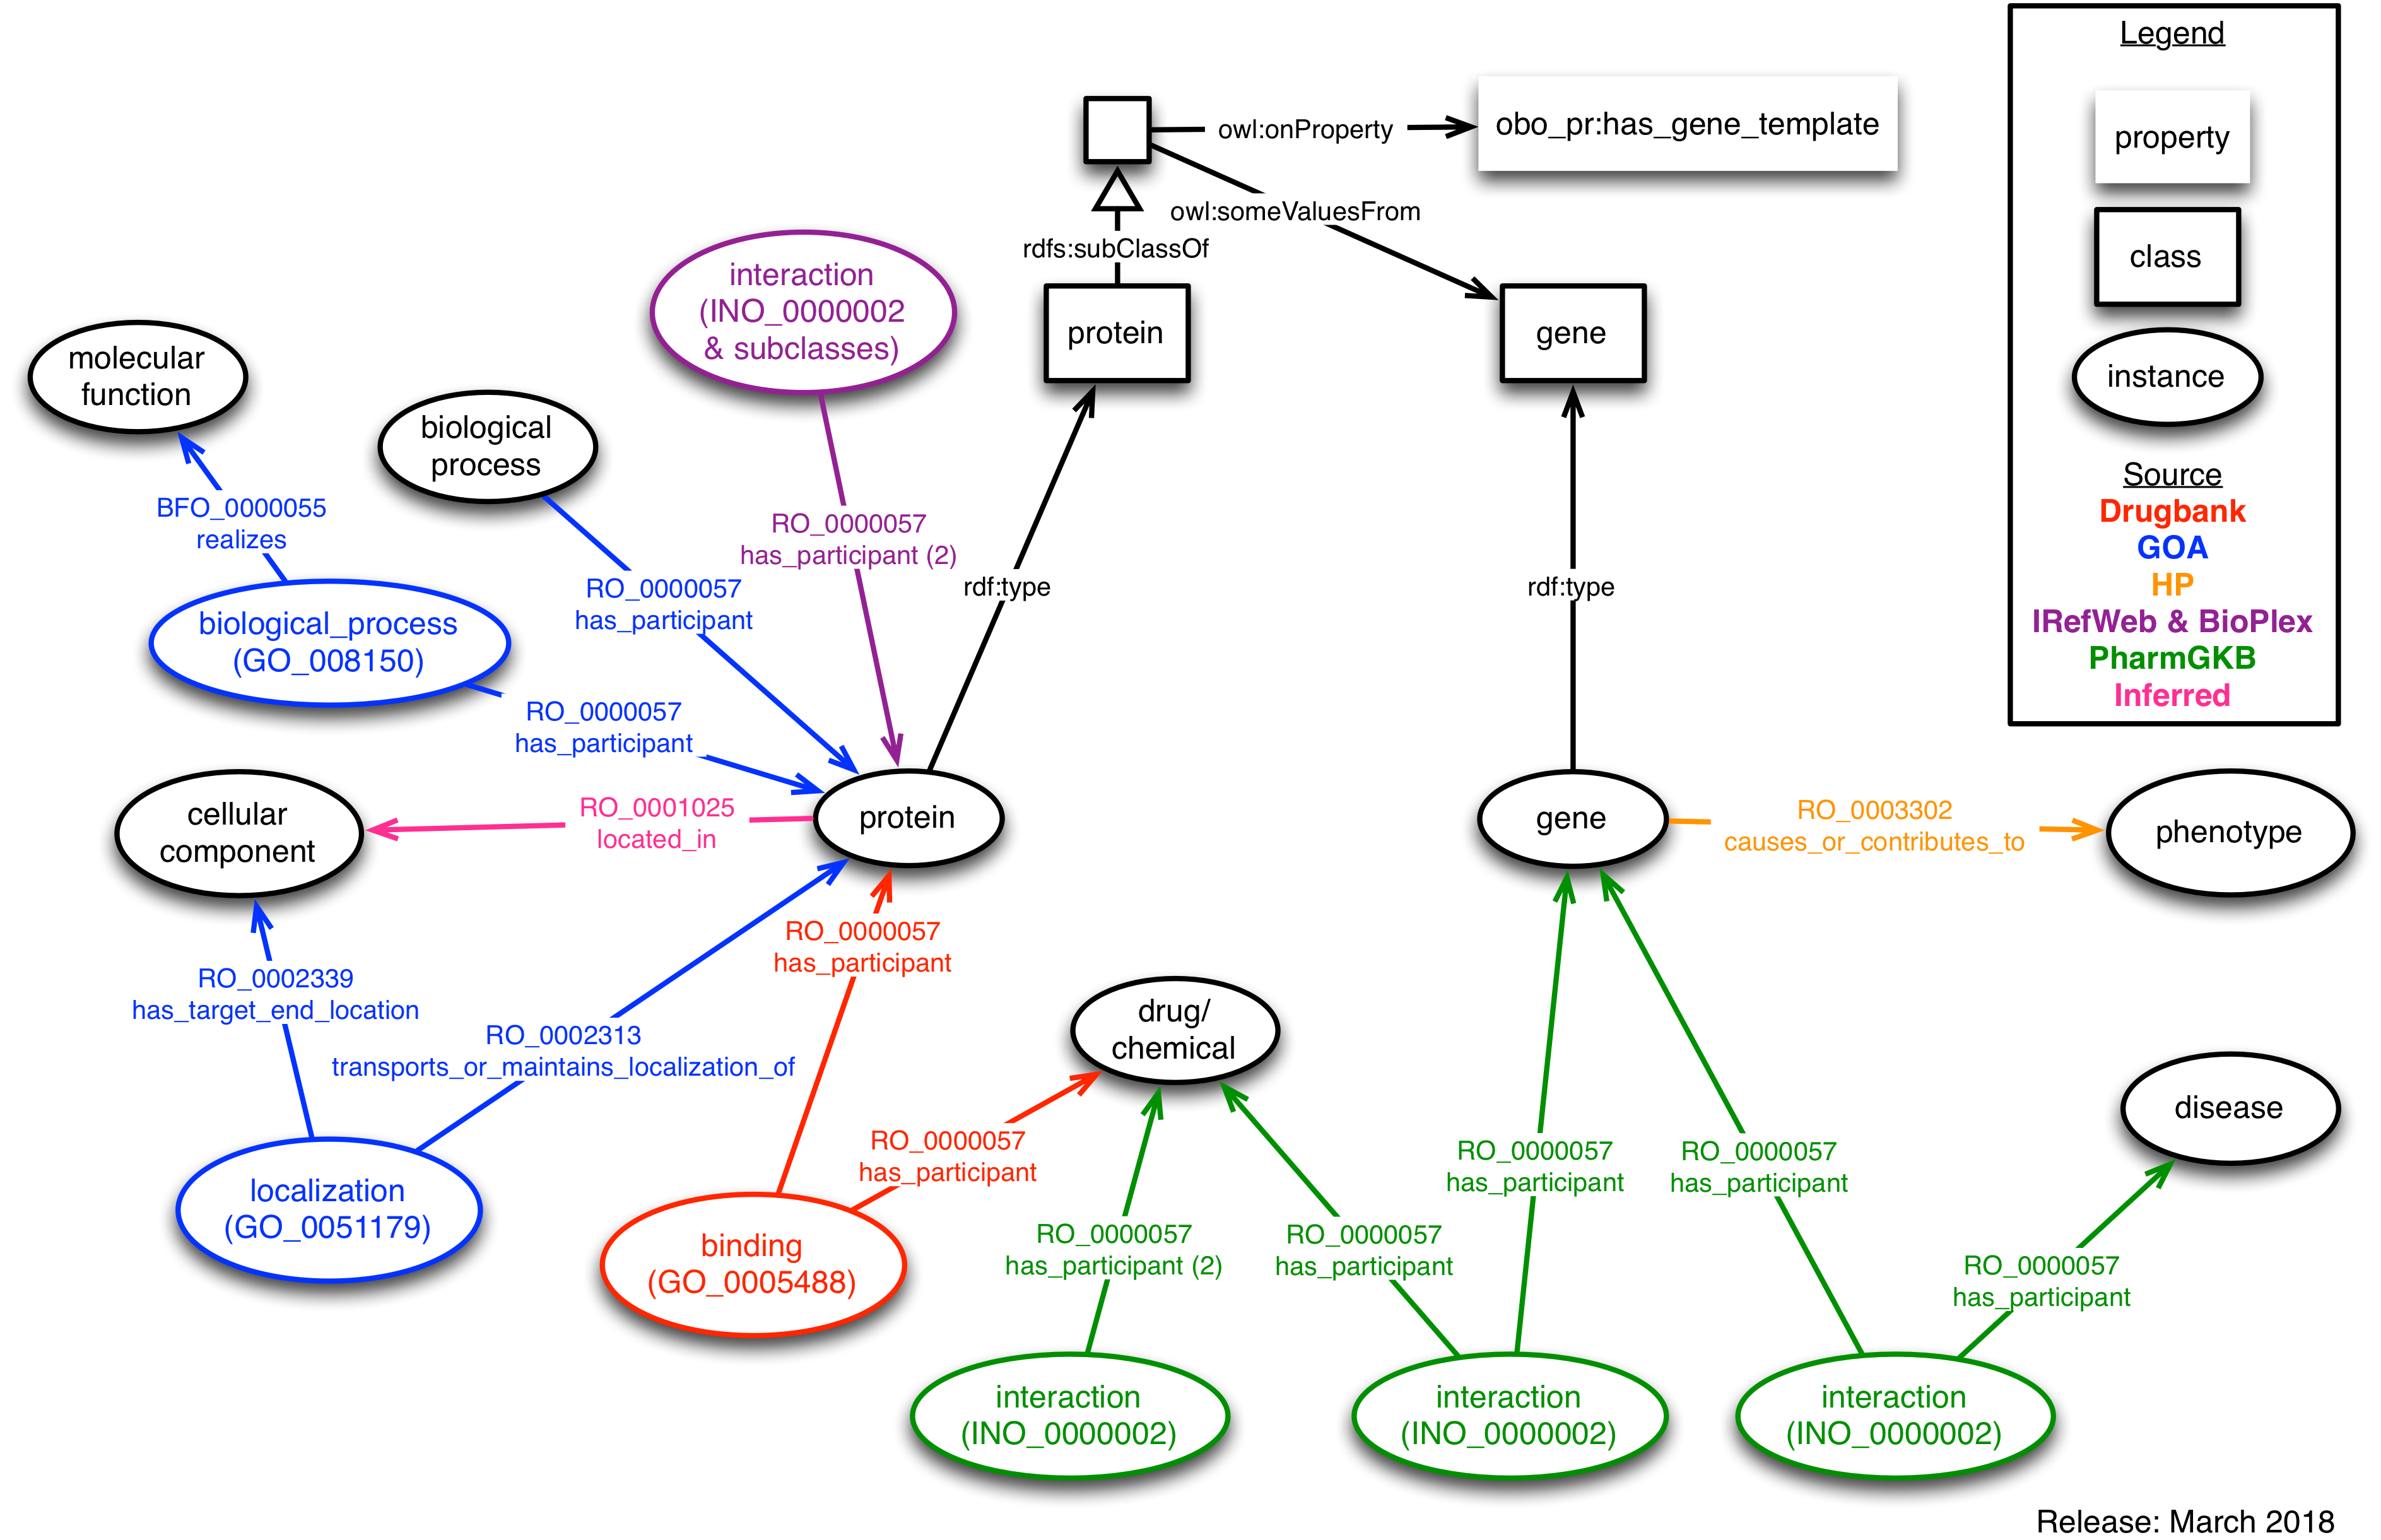 Legend
property
class
instance
Source
Drugbank
GOA
HP
IRefWeb & BioPlex
PharmGKB
Inferred
owl:onProperty
obo_pr:has_gene_template
owl:someValuesFrom
rdfs:subClassOf
interaction
(INO_0000002
& subclasses)
protein
gene
molecular
function
biological
process
BFO_0000055
realizes
RO_0000057
has_participant (2)
RO_0000057
has_participant
rdf:type
rdf:type
biological_process
(GO_008150)
RO_0000057
has_participant
cellular
component
RO_0001025
located_in
protein
gene
RO_0003302
causes_or_contributes_to
phenotype
RO_0000057
has_participant
RO_0002339
has_target_end_location
RO_0002313
transports_or_maintains_localization_of
drug/
chemical
disease
RO_0000057
has_participant
RO_0000057
has_participant
RO_0000057
has_participant
localization
(GO_0051179)
binding
(GO_0005488)
RO_0000057
has_participant (2)
RO_0000057
has_participant
RO_0000057
has_participant
interaction
(INO_0000002)
interaction
(INO_0000002)
interaction
(INO_0000002)
Release: March 2018